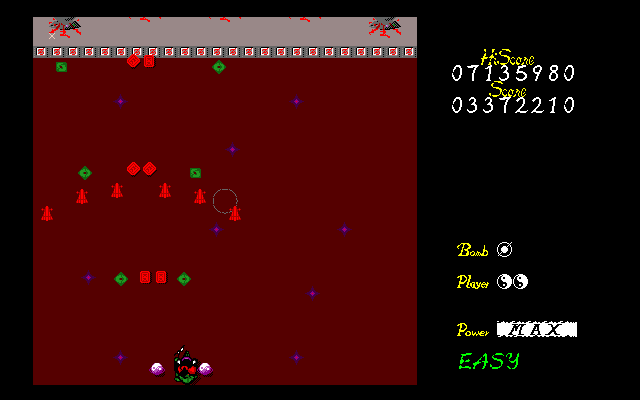 HiScore
07135980
Score
03372210
Bomb
Player
Power MAX
EASY